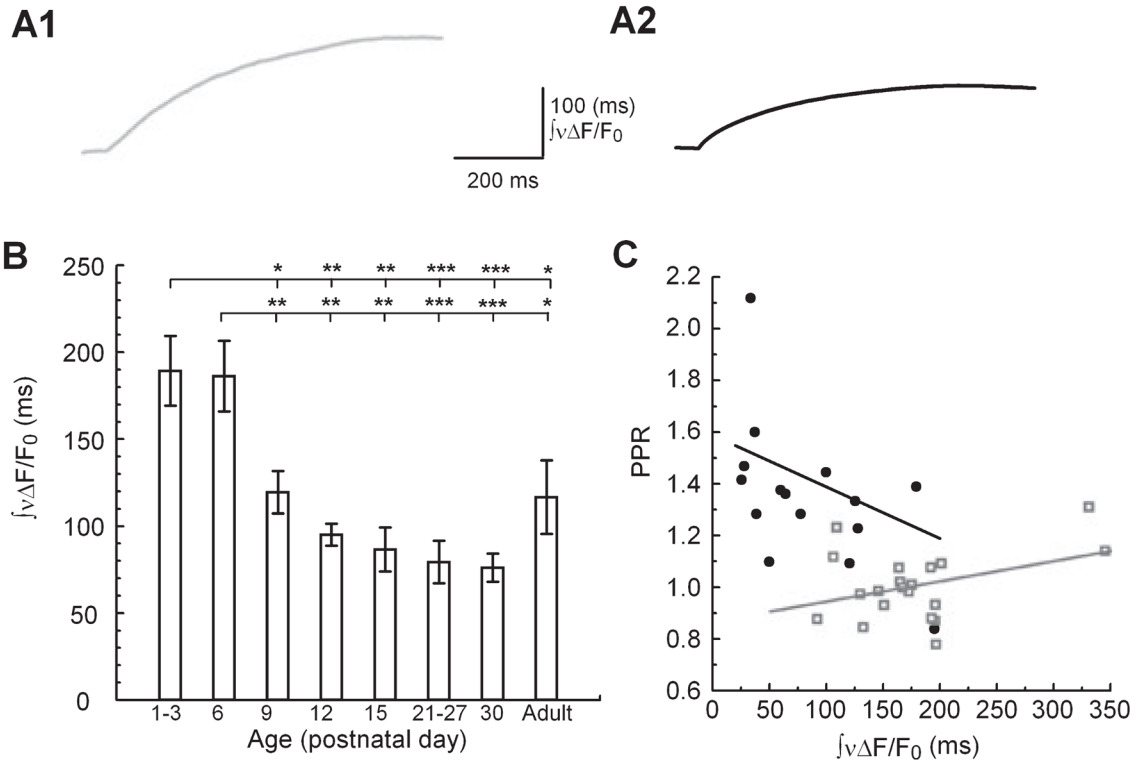 A1
A2
100 (ms)
∫νΔF/F0
200 ms
B
C
250
200
150
100
50
0
∫νΔF/F0 (ms)
* ** ** *** *** *
** ** ** *** *** *
1-3 6 9 12 15 21-27 30 Adult
Age (postnatal day)
2.2
2.0
1.8
1.6
1.4
1.2
1.0
0.8
0.6
PPR
0 50 100 150 200 250 300 350
∫νΔF/F0 (ms)